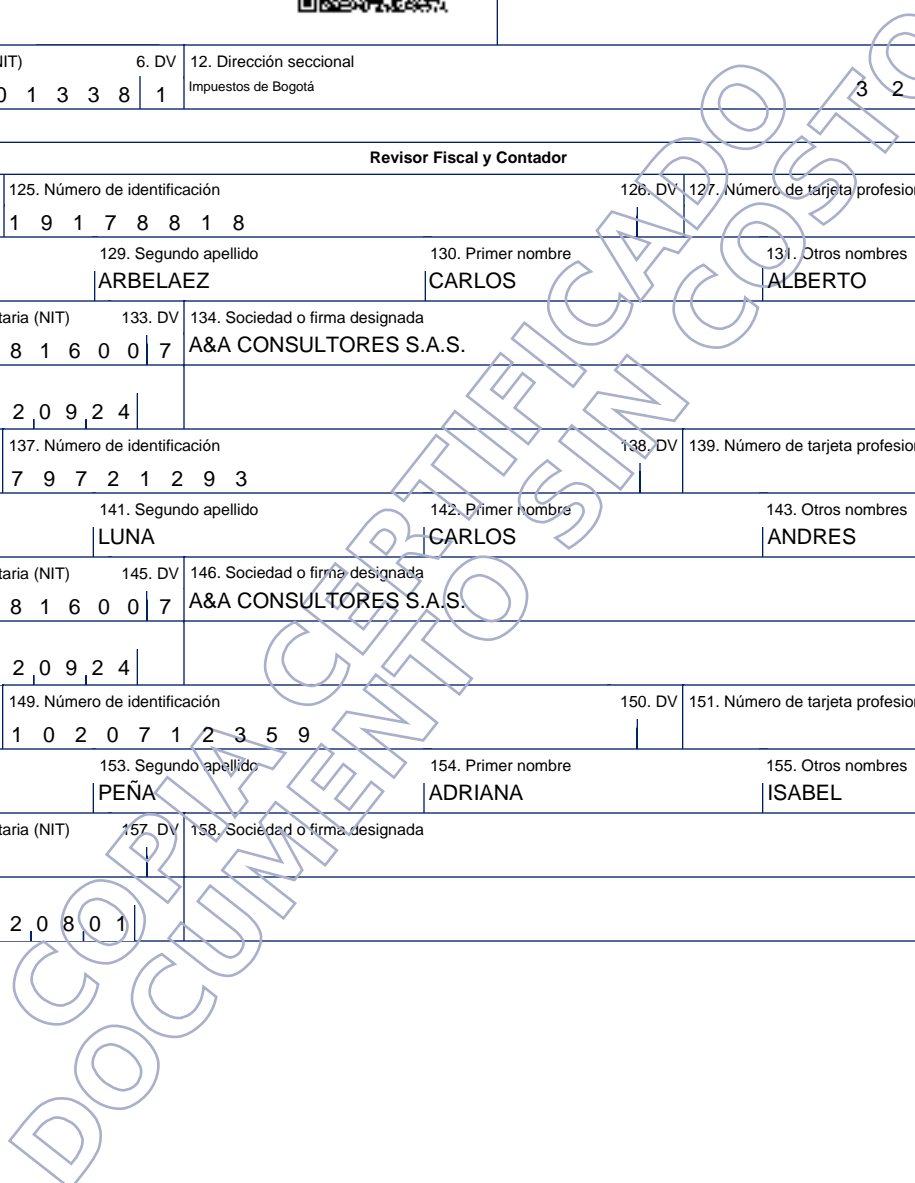 NIT) 6. DV 12. Dirección seccional
0 1 3 3 8 1 Impuestos de Bogotá 3 2
Revisor Fiscal y Contador
125. Número de identificación 126. DV 127. Número de tarjeta profesion
1 9 1 7 8 8 1 8
129. Segundo apellido 130. Primer nombre 131. Otros nombres
ARBELAEZ CARLOS ALBERTO
taria (NIT) 133. DV 134. Sociedad o firma designada
8 1 6 0 0 7 A&A CONSULTORES S.A.S.
2 0 9 2 4
137. Número de identificación 138. DV 139. Número de tarjeta profesion
7 9 7 2 1 2 9 3
141. Segundo apellido 142. Primer nombre 143. Otros nombres
LUNA CARLOS ANDRES
taria (NIT) 145. DV 146. Sociedad o firma designada
8 1 6 0 0 7 A&A CONSULTORES S.A.S.
2 0 9 2 4
149. Número de identificación 150. DV 151. Número de tarjeta profesion
1 0 2 0 7 1 2 3 5 9
153. Segundo apellido 154. Primer nombre 155. Otros nombres
PEÑA ADRIANA ISABEL
taria (NIT) 157. DV 158. Sociedad o firma designada
2 0 8 0 1
COPIA CERTIFICADO
DOCUMENTO SIN COSTO